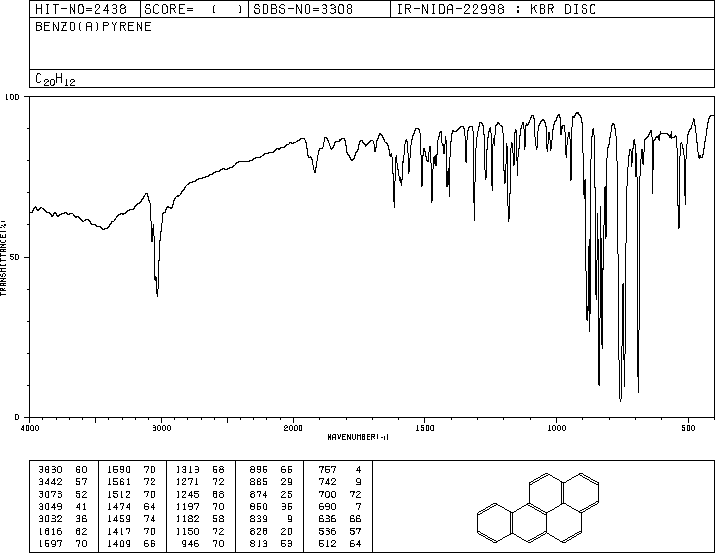 HIT-NO=2438 SCORE= ( ) SDBS-NO=3308 IR-NIDA-22998 : KBR DISC
BENZO(A)PYRENE
C20H12
100
50
0
TRANSMITTANCE(%)
4000 3000 2000 1500 1000 500
WAVENUMBER(-1)
3830 60 1590 70 1313 58 896 66 757 4
3442 57 1561 72 1271 72 885 29 742 9
3073 52 1512 70 1245 68 874 25 700 72
3049 41 1474 64 1197 70 850 36 690 7
3032 36 1459 74 1182 58 839 9 636 66
1616 62 1417 70 1150 72 828 20 536 57
1597 70 1409 66 946 70 813 53 512 64